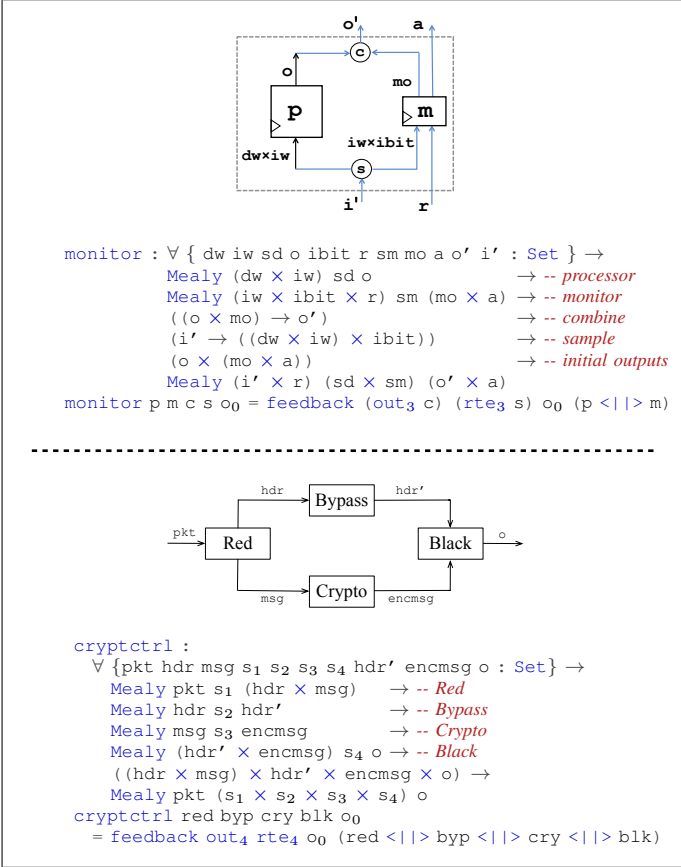 o' a
c
o mo
p m
dw×iw iw×ibit
s
i' r
monitor : ∀ { dw iw sd o ibit r sm mo a o′ i′ : Set } →
Mealy (dw × iw) sd o → -- processor
Mealy (iw × ibit × r) sm (mo × a) → -- monitor
((o × mo) → o′) → -- combine
(i′ → ((dw × iw) × ibit)) → -- sample
(o × (mo × a)) → -- initial outputs
Mealy (i′ × r) (sd × sm) (o′ × a)
monitor p m c s o₀ = feedback (out₃ c) (rte₃ s) o₀ (p <||> m)
hdr Bypass hdr′
pkt Red Black o
msg Crypto encmsg
cryptctrl :
∀ {pkt hdr msg s₁ s₂ s₃ s₄ hdr′ encmsg o : Set} →
Mealy pkt s₁ (hdr × msg) → -- Red
Mealy hdr s₂ hdr′ → -- Bypass
Mealy msg s₃ encmsg → -- Crypto
Mealy (hdr′ × encmsg) s₄ o → -- Black
((hdr × msg) × hdr′ × encmsg × o) →
Mealy pkt (s₁ × s₂ × s₃ × s₄) o
cryptctrl red byp cry blk o₀
= feedback out₄ rte₄ o₀ (red <||> byp <||> cry <||> blk)